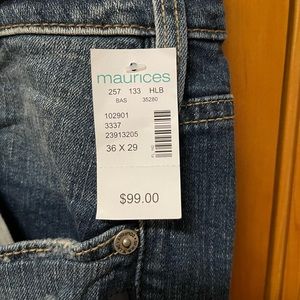 maurices
257 133 HLB
BAS 35280
102901
3337
23913205
36 X 29
$99.00